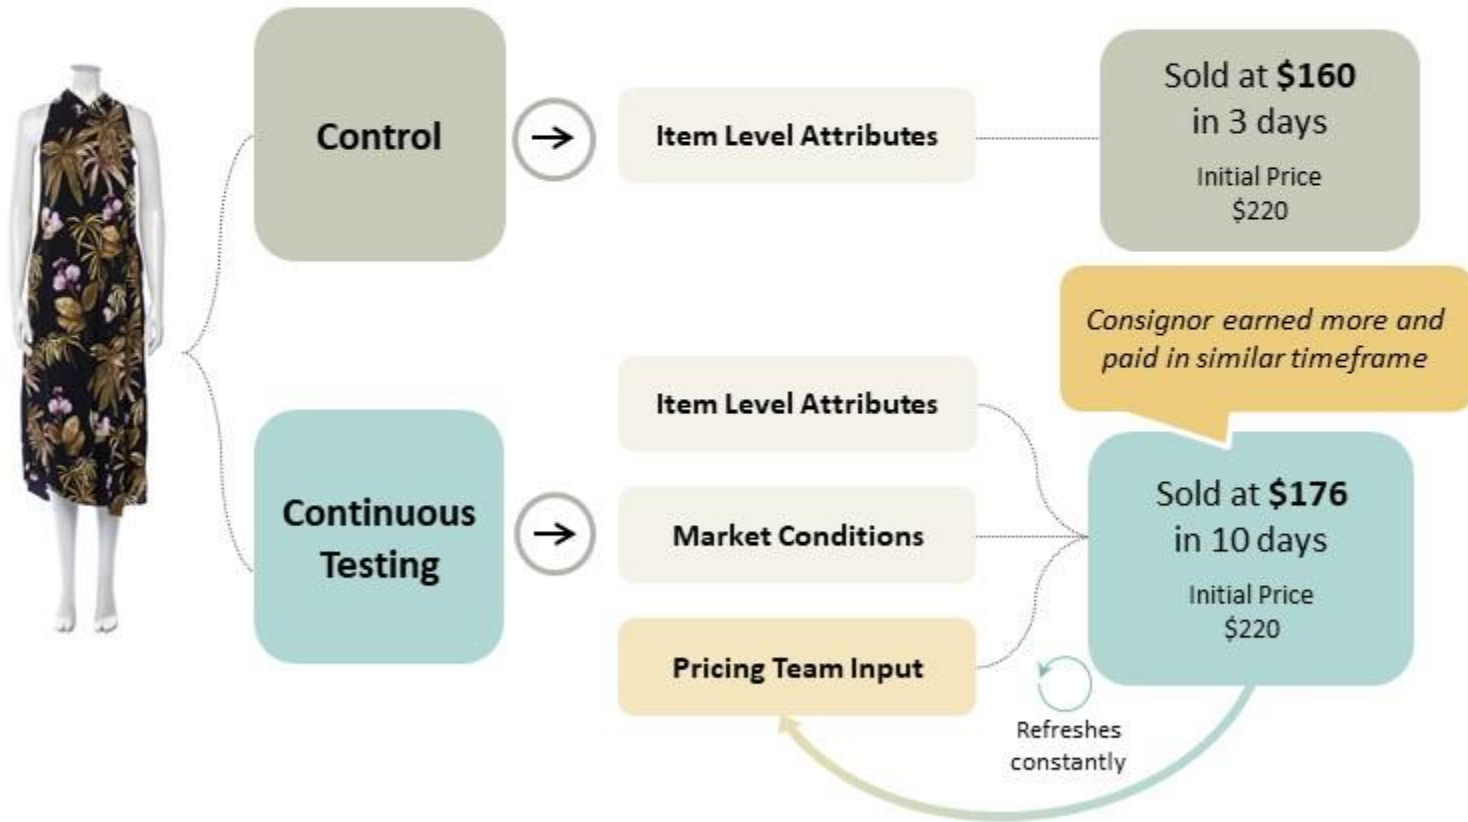 Control
Item Level Attributes
Sold at $160
in 3 days
Initial Price
$220
Consignor earned more and
paid in similar timeframe
Continuous
Testing
Item Level Attributes
Market Conditions
Pricing Team Input
Sold at $176
in 10 days
Initial Price
$220
Refreshes
constantly